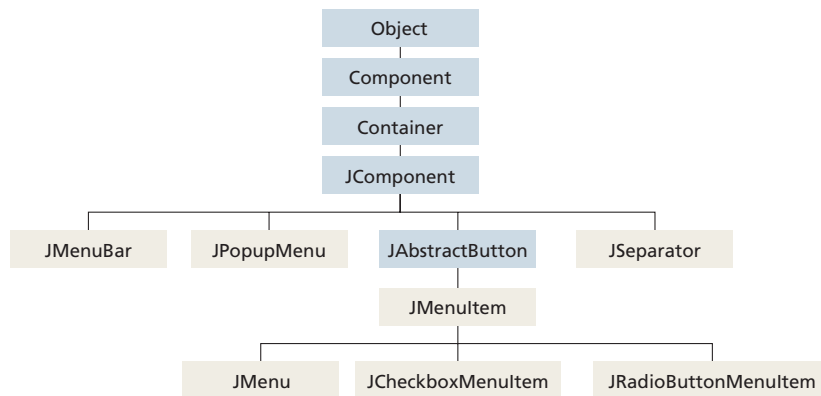 Object
Component
Container
JComponent
JMenuBar JPopupMenu JAbstractButton JSeparator
JMenuItem
JMenu JCheckboxMenuItem JRadioButtonMenuItem